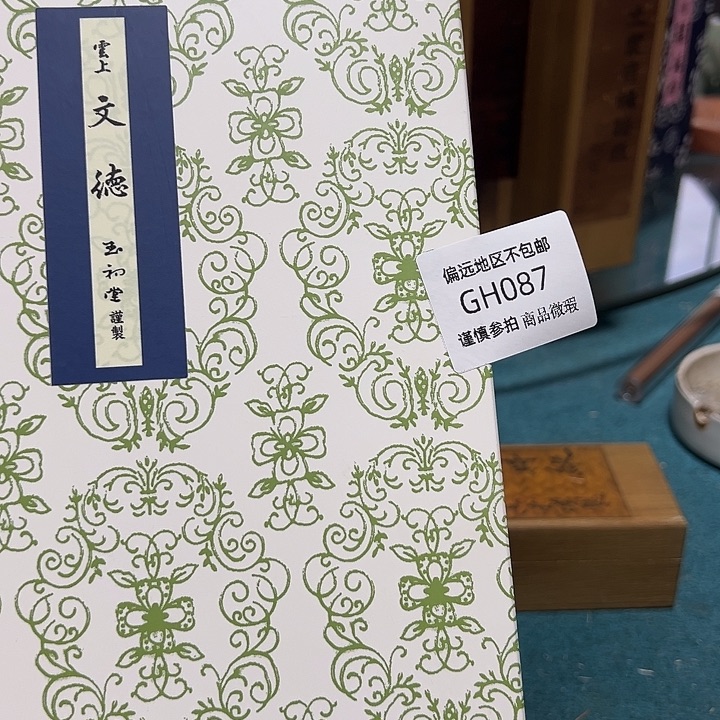 雲上
文徳
玉初堂
謹製
偏远地区不包邮
GH087
谨慎参拍 商品微瑕